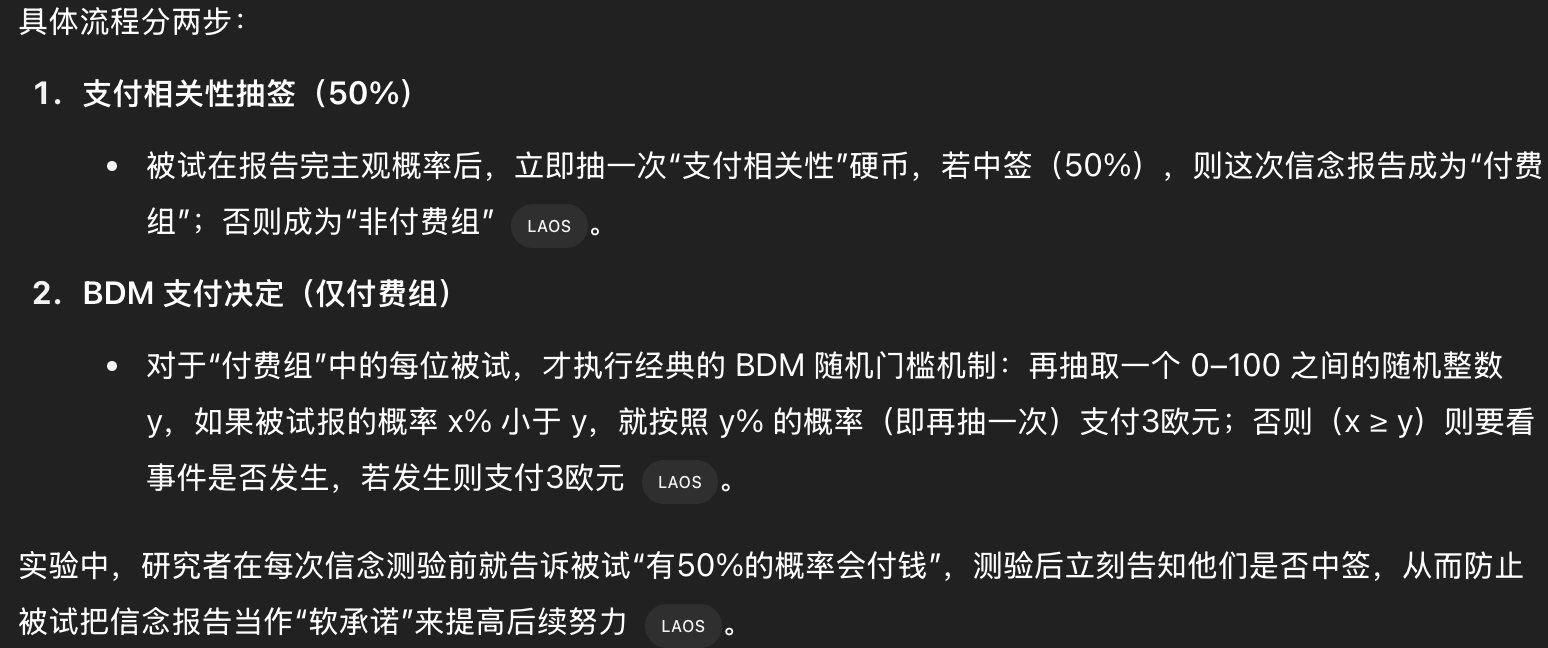 具体流程分两步：
1. 支付相关性抽签（50%）
• 被试在报告完主观概率后，立即抽一次“支付相关性”硬币，若中签（50%），则这次信念报告成为“付费
组”；否则成为“非付费组” LAOS 。
2. BDM 支付决定（仅付费组）
• 对于“付费组”中的每位被试，才执行经典的 BDM 随机门槛机制：再抽取一个 0–100 之间的随机整数
y，如果被试报的概率 x% 小于 y，就按照 y% 的概率（即再抽一次）支付3欧元；否则（x ≥ y）则要看
事件是否发生，若发生则支付3欧元 LAOS 。
实验中，研究者在每次信念测验前就告诉被试“有50%的概率会付钱”，测验后立刻告知他们是否中签，从而防止
被试把信念报告当作“软承诺”来提高后续努力 LAOS 。